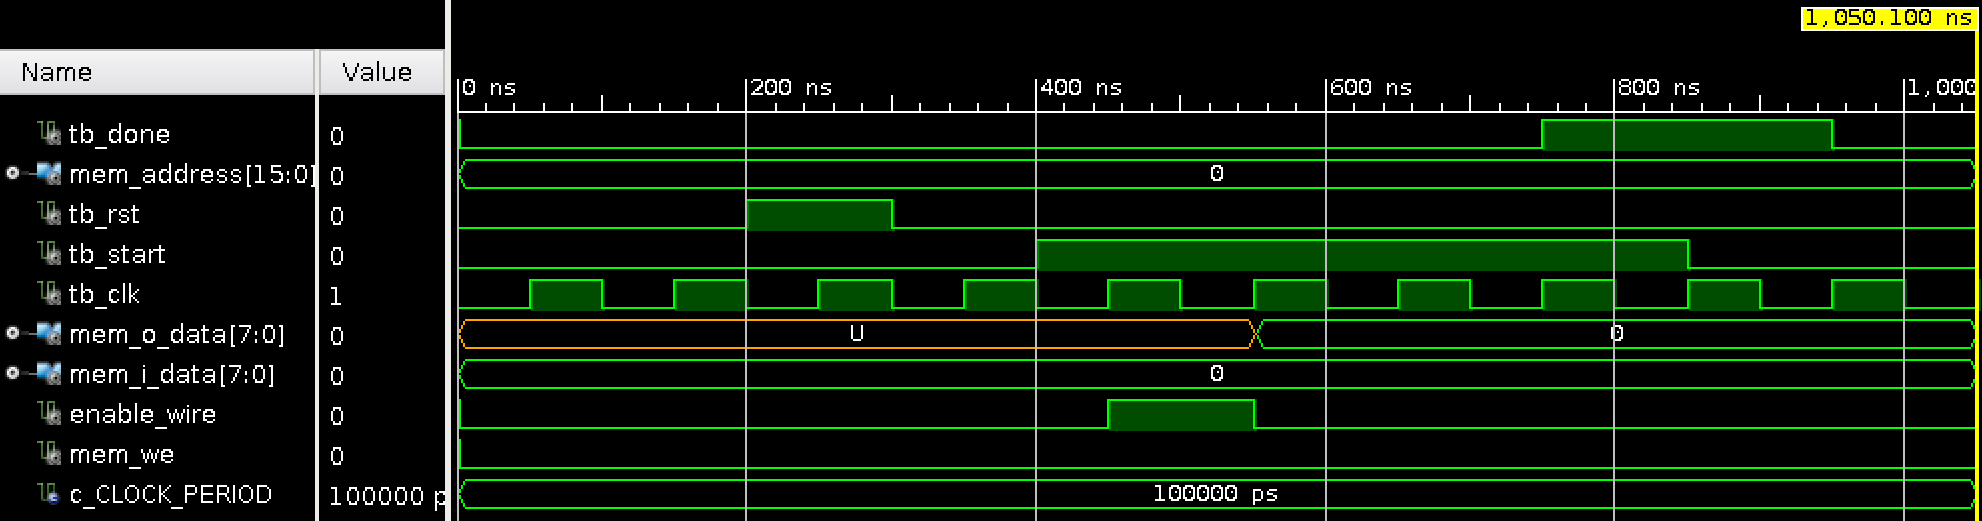 1,050.100 ns
Name Value
0 ns 200 ns 400 ns 600 ns 800 ns 1,000
tb_done 0
mem_address[15:0] 0 0
tb_rst 0
tb_start 0
tb_clk 1
mem_o_data[7:0] 0 U 0
mem_i_data[7:0] 0 0
enable_wire 0
mem_we 0
c_CLOCK_PERIOD 100000 p 100000 ps